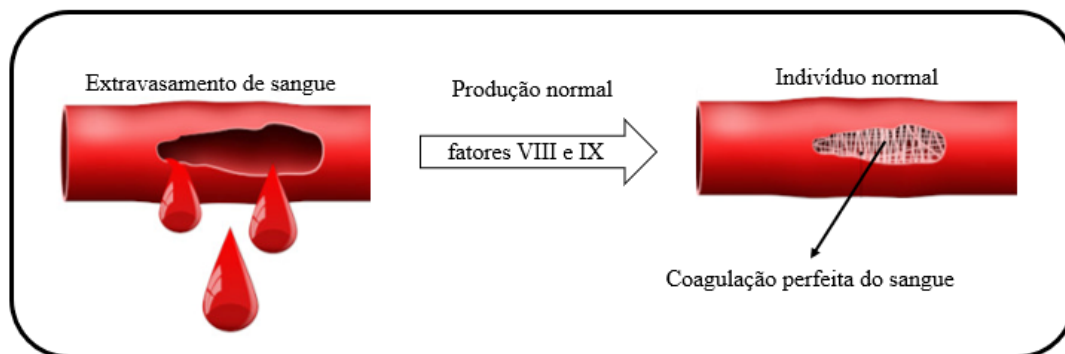 Extravasamento de sangue
Produção normal
fatores VIII e IX
Indivíduo normal
Coagulação perfeita do sangue